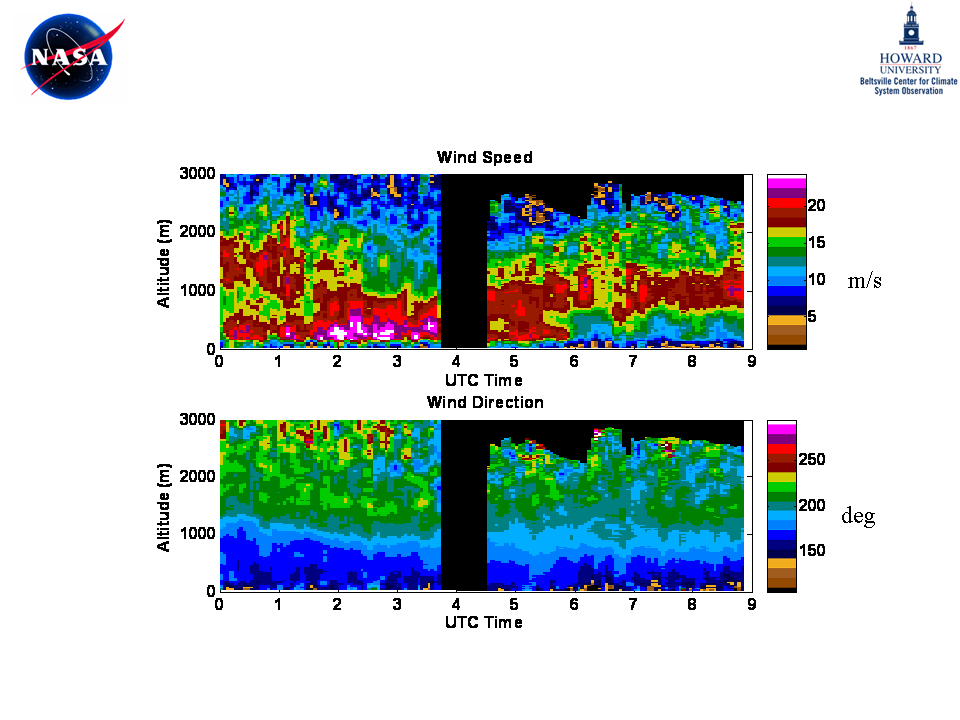 NASA
1867
HOWARD
UNIVERSITY
Beltsville Center for Climate
System Observation
Wind Speed
3000
2000
1000
0
Altitude (m)
0 1 2 3 4 5 6 7 8 9
UTC Time
20
15
10
5
m/s
Wind Direction
3000
2000
1000
0
Altitude (m)
0 1 2 3 4 5 6 7 8 9
UTC Time
250
200
150
deg